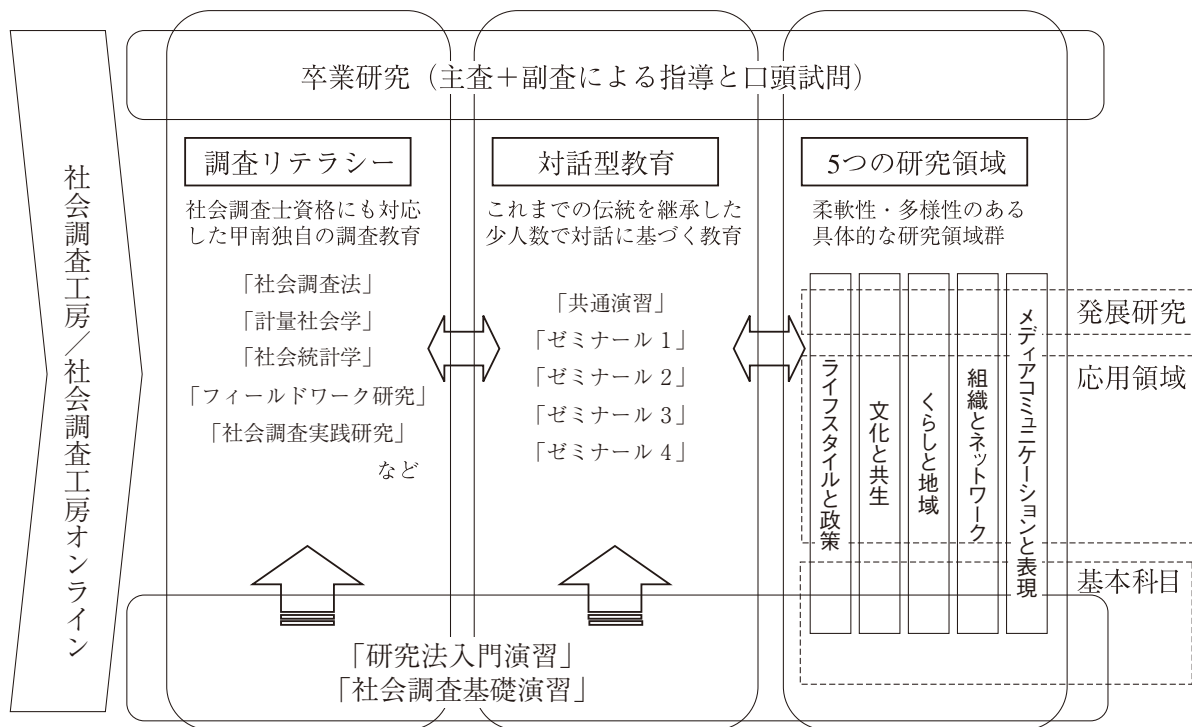 社会調査工房／社会調査工房オンライン
卒業研究（主査＋副査による指導と口頭試問）
調査リテラシー
社会調査士資格にも対応
した甲南独自の調査教育
「社会調査法」
「計量社会学」
「社会統計学」
「フィールドワーク研究」
「社会調査実践研究」
など
対話型教育
これまでの伝統を継承した
少人数で対話に基づく教育
「共通演習」
「ゼミナール 1」
「ゼミナール 2」
「ゼミナール 3」
「ゼミナール 4」
5つの研究領域
柔軟性・多様性のある
具体的な研究領域群
ライフスタイルと政策
文化と共生
くらしと地域
組織とネットワーク
メディアコミュニケーションと表現
発展研究
応用領域
基本科目
「研究法入門演習」
「社会調査基礎演習」